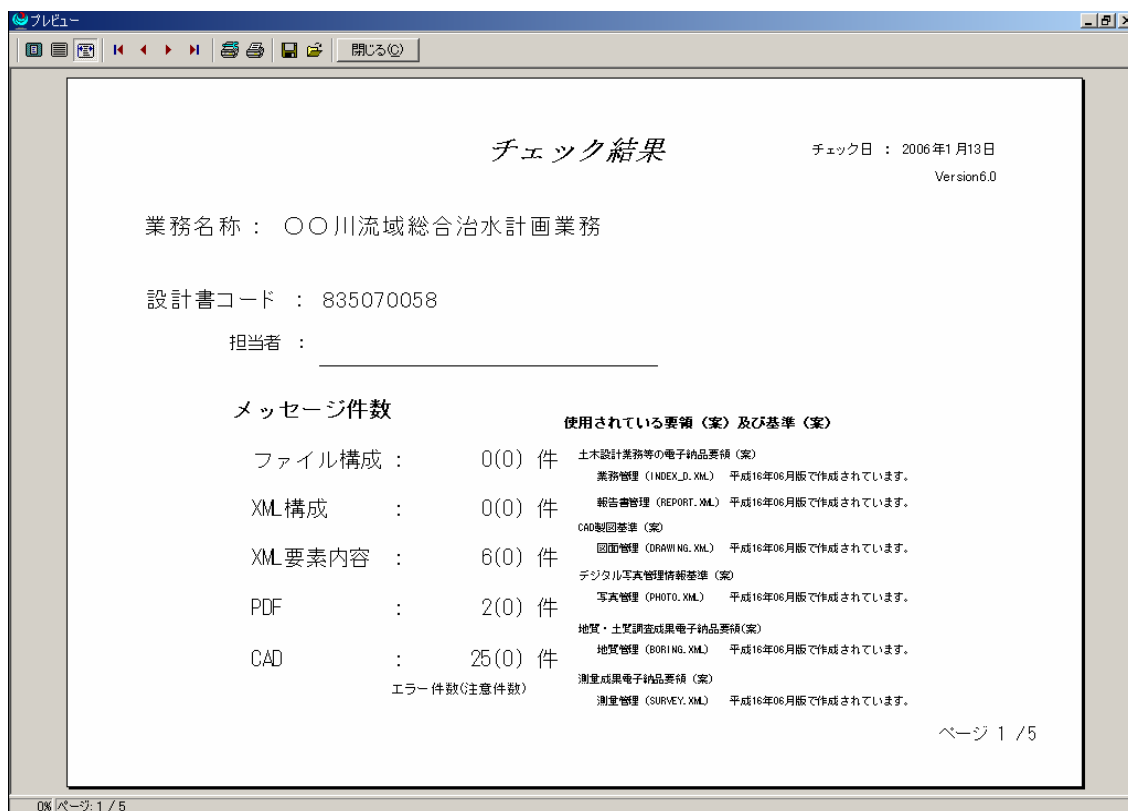 プレビュー
閉じる(C)
チェック結果
チェック日 : 2006年1月13日
Version6.0
業務名称 : 〇〇川流域総合治水計画業務
設計書コード : 835070058
担当者 :
メッセージ件数
ファイル構成 : 0(0) 件
XML構成 : 0(0) 件
XML要素内容 : 6(0) 件
PDF : 2(0) 件
CAD : 25(0) 件
エラー件数(注意件数)
使用されている要領（案）及び基準（案）
土木設計業務等の電子納品要領（案）
業務管理（INDEX_D.XML） 平成16年06月版で作成されています。
報告書管理（REPORT.XML） 平成16年06月版で作成されています。
CAD製図基準（案）
図面管理（DRAWING.XML） 平成16年06月版で作成されています。
デジタル写真管理情報基準（案）
写真管理（PHOTO.XML） 平成16年06月版で作成されています。
地質・土質調査成果電子納品要領(案）
地質管理（BORING.XML） 平成16年06月版で作成されています。
測量成果電子納品要領（案）
測量管理（SURVEY.XML） 平成16年06月版で作成されています。
ページ 1 /5
0% ページ: 1 / 5